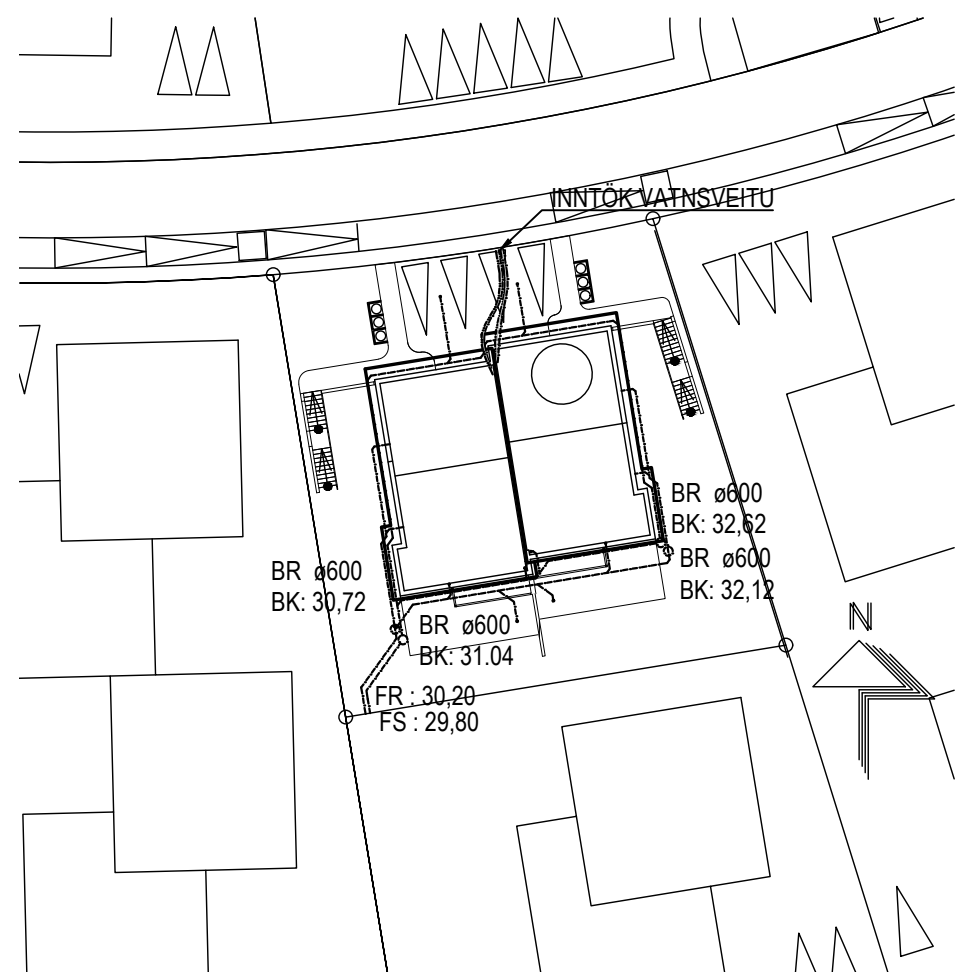 INNTÖK VATNSVEITU
BR ø600
BK: 32,62
BR ø600
BK: 32,12
BR ø600
BK: 30,72
BR ø600
BK: 31.04
FR : 30,20
FS : 29,80
N